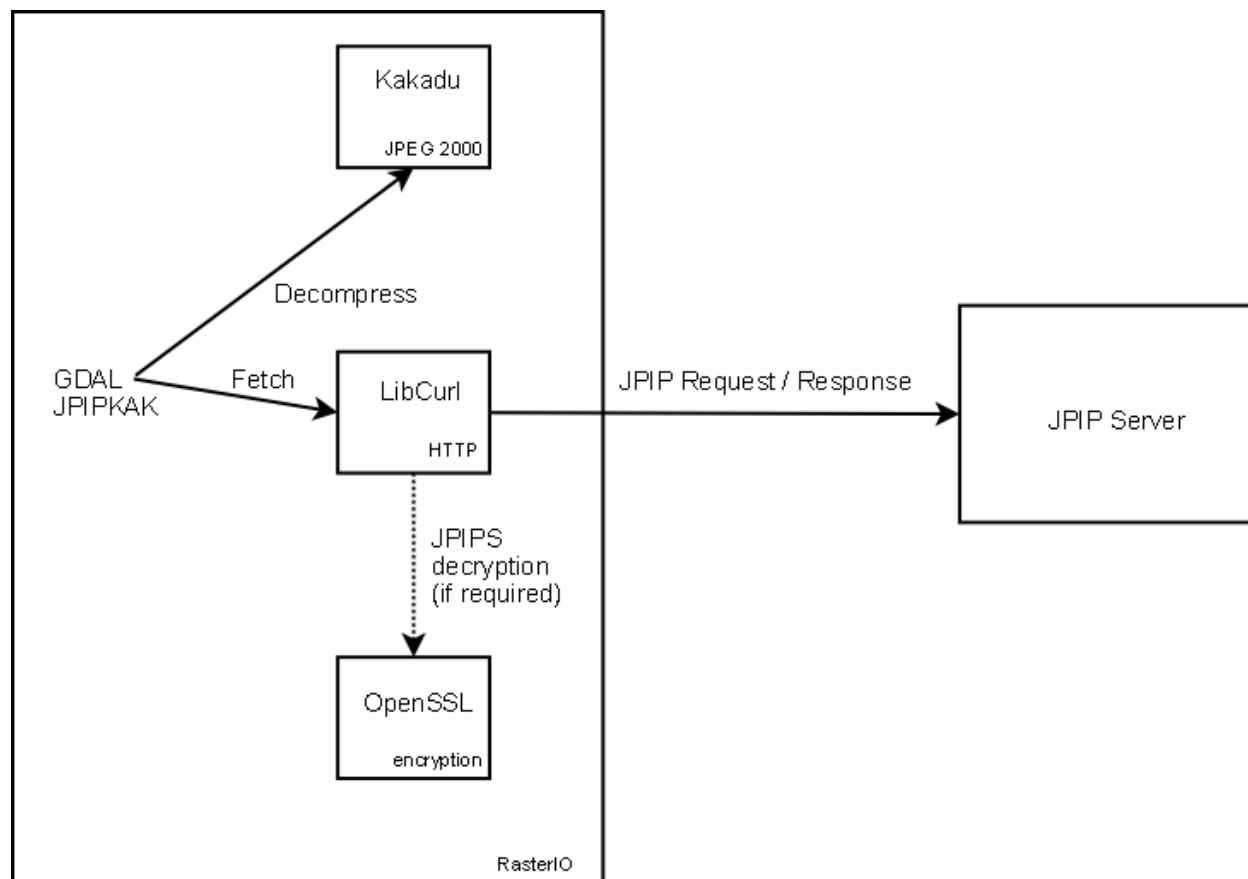 Kakadu
JPEG 2000
Decompress
GDAL
JPIPKAK
Fetch
LibCurl
HTTP
JPIP Request / Response
JPIP Server
JPIPS
decryption
(if required)
OpenSSL
encryption
RasterIO